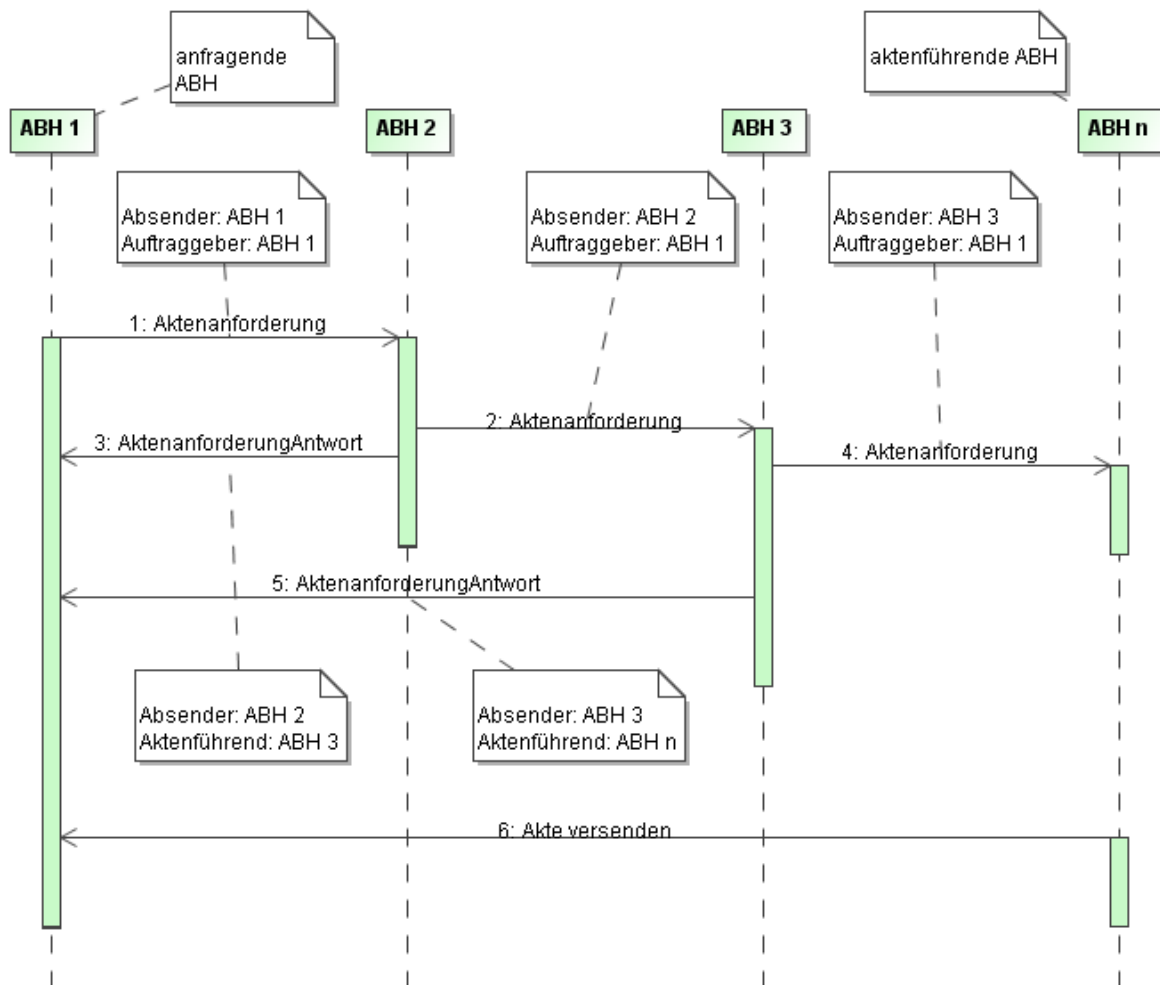 anfragende
ABH
aktenführende ABH
ABH 1
ABH 2
ABH 3
ABH n
Absender: ABH 1
Auftraggeber: ABH 1
Absender: ABH 2
Auftraggeber: ABH 1
Absender: ABH 3
Auftraggeber: ABH 1
1: Aktenanforderung
2: Aktenanforderung
3: AktenanforderungAntwort
4: Aktenanforderung
5: AktenanforderungAntwort
Absender: ABH 2
Aktenführend: ABH 3
Absender: ABH 3
Aktenführend: ABH n
6: Akte versenden